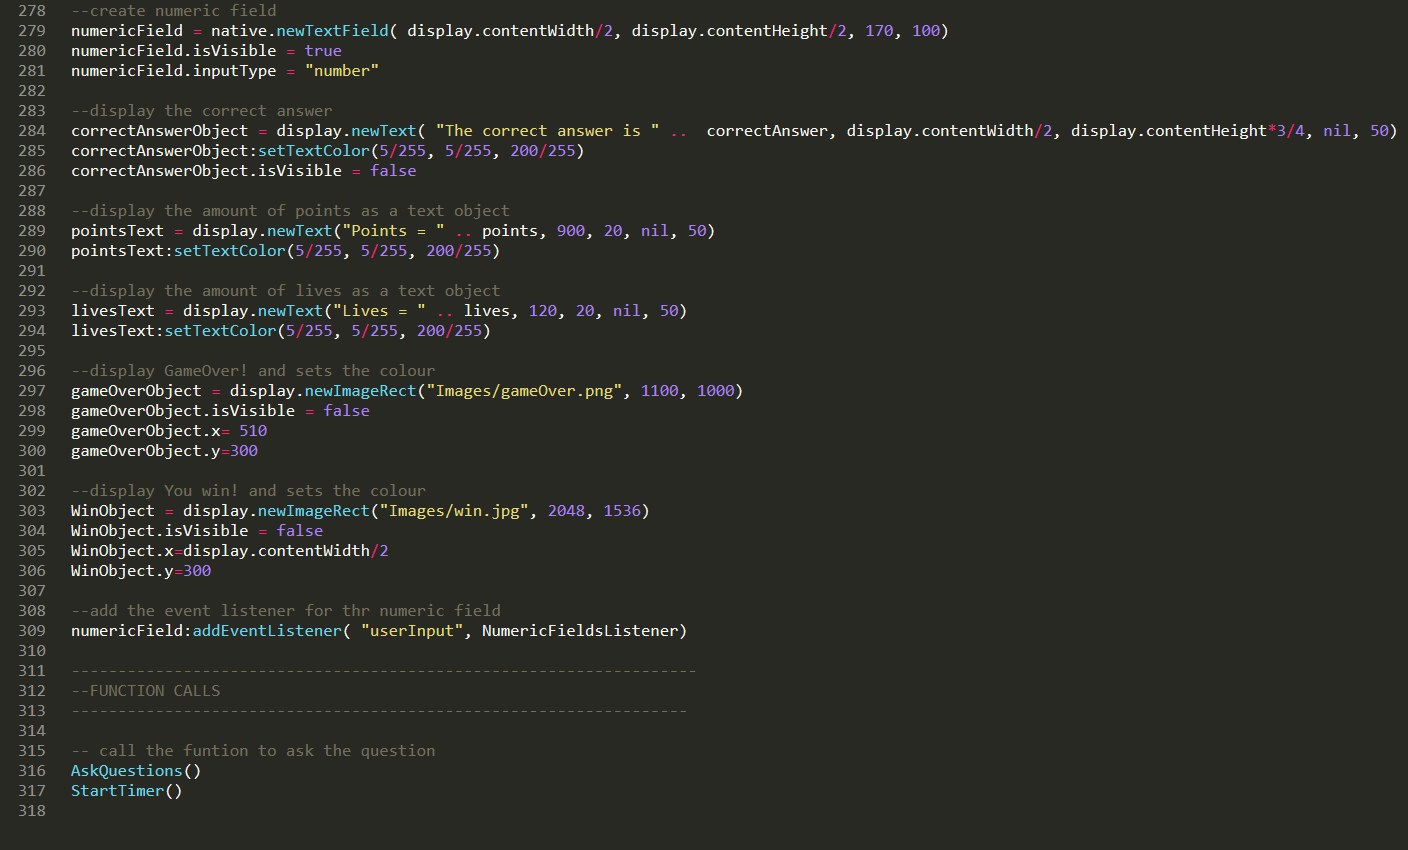 278 --create numeric field
279 numericField = native.newTextField( display.contentWidth/2, display.contentHeight/2, 170, 100)
280 numericField.isVisible = true
281 numericField.inputType = "number"
282
283 --display the correct answer
284 correctAnswerObject = display.newText( "The correct answer is " ..  correctAnswer, display.contentWidth/2, display.contentHeight*3/4, nil, 50)
285 correctAnswerObject:setTextColor(5/255, 5/255, 200/255)
286 correctAnswerObject.isVisible = false
287
288 --display the amount of points as a text object
289 pointsText = display.newText("Points = " .. points, 900, 20, nil, 50)
290 pointsText:setTextColor(5/255, 5/255, 200/255)
291
292 --display the amount of lives as a text object
293 livesText = display.newText("Lives = " .. lives, 120, 20, nil, 50)
294 livesText:setTextColor(5/255, 5/255, 200/255)
295
296 --display GameOver! and sets the colour
297 gameOverObject = display.newImageRect("Images/gameOver.png", 1100, 1000)
298 gameOverObject.isVisible = false
299 gameOverObject.x= 510
300 gameOverObject.y=300
301
302 --display You win! and sets the colour
303 WinObject = display.newImageRect("Images/win.jpg", 2048, 1536)
304 WinObject.isVisible = false
305 WinObject.x=display.contentWidth/2
306 WinObject.y=300
307
308 --add the event listener for thr numeric field
309 numericField:addEventListener( "userInput", NumericFieldsListener)
310
311 -------------------------------------------------------------------
312 --FUNCTION CALLS
313 ------------------------------------------------------------------
314
315 -- call the funtion to ask the question
316 AskQuestions()
317 StartTimer()
318